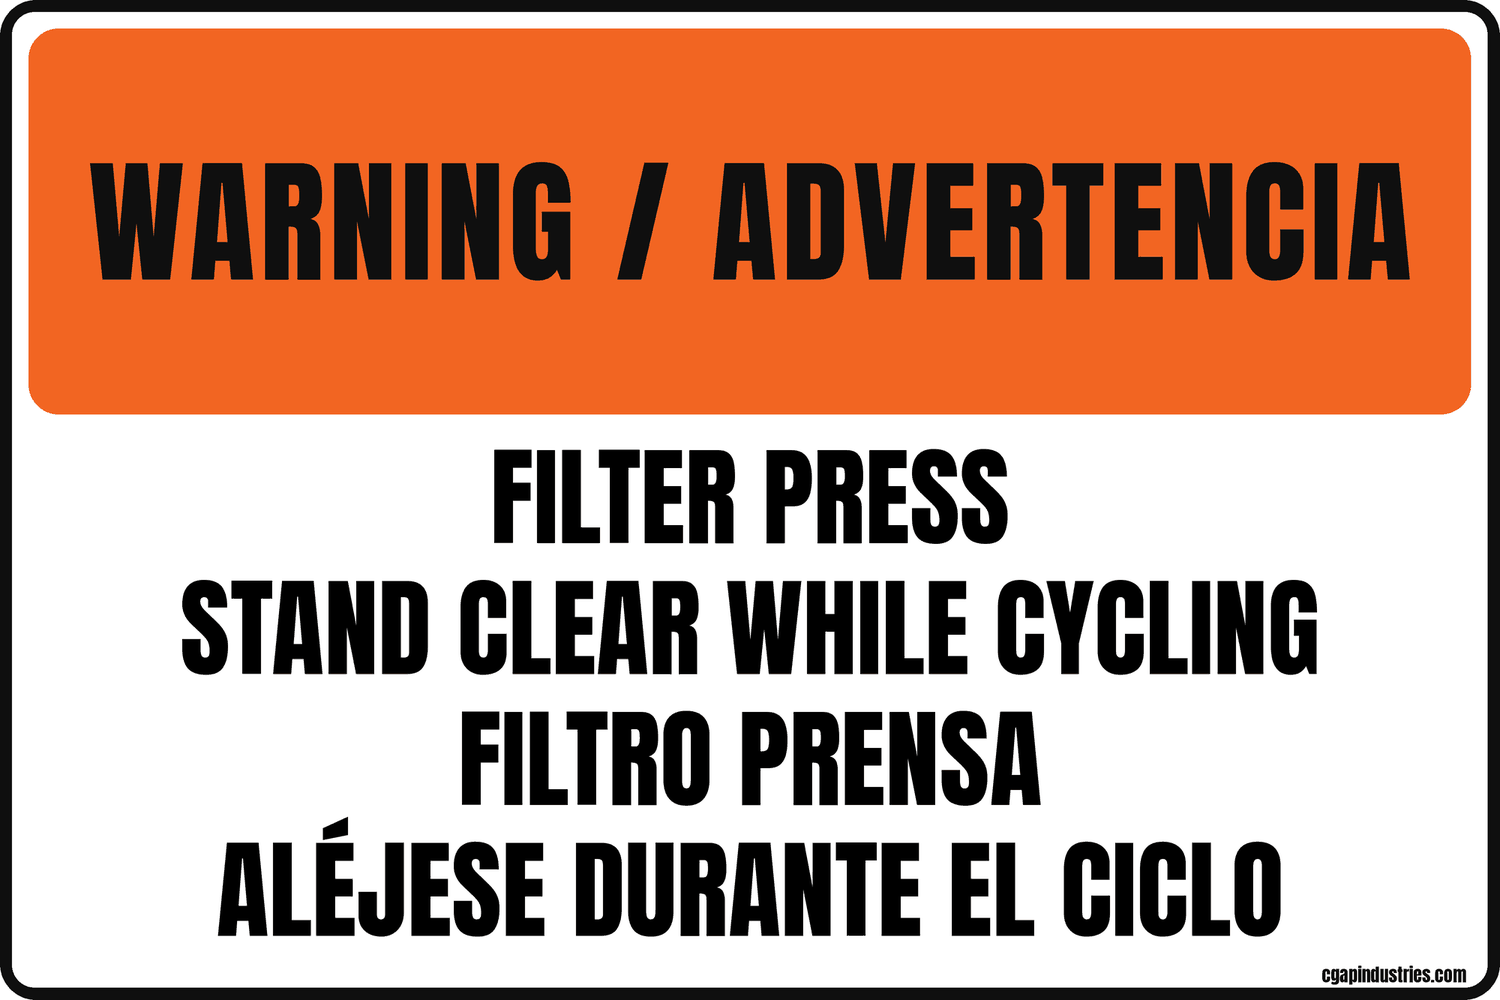 WARNING / ADVERTENCIA
FILTER PRESS
STAND CLEAR WHILE CYCLING
FILTRO PRENSA
ALÉJESE DURANTE EL CICLO
cgapindustries.com